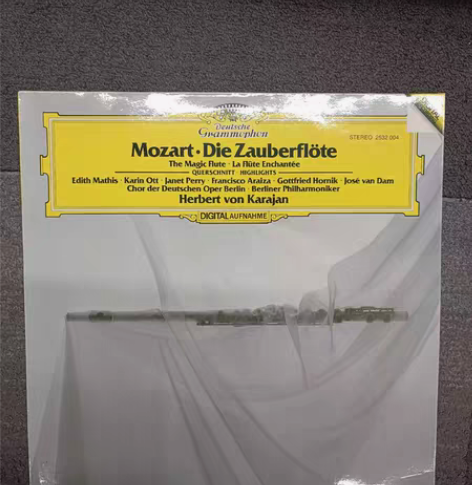 Deutsche
Grammophon
STEREO 2532 004
Mozart · Die Zauberflöte
The Magic Flute · La Flûte Enchantée
QUERSCHNITT · HIGHLIGHTS
Edith Mathis · Karin Ott · Janet Perry · Francisco Araiza · Gottfried Hornik · José van Dam
Chor der Deutschen Oper Berlin · Berliner Philharmoniker
Herbert von Karajan
DIGITAL AUFNAHME